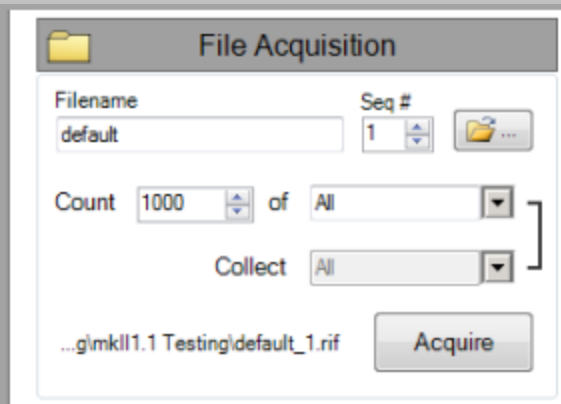 File Acquisition
Filename Seq #
default 1 ...
Count 1000 of All
Collect All
...g\mkII1.1 Testing\default_1.rif Acquire